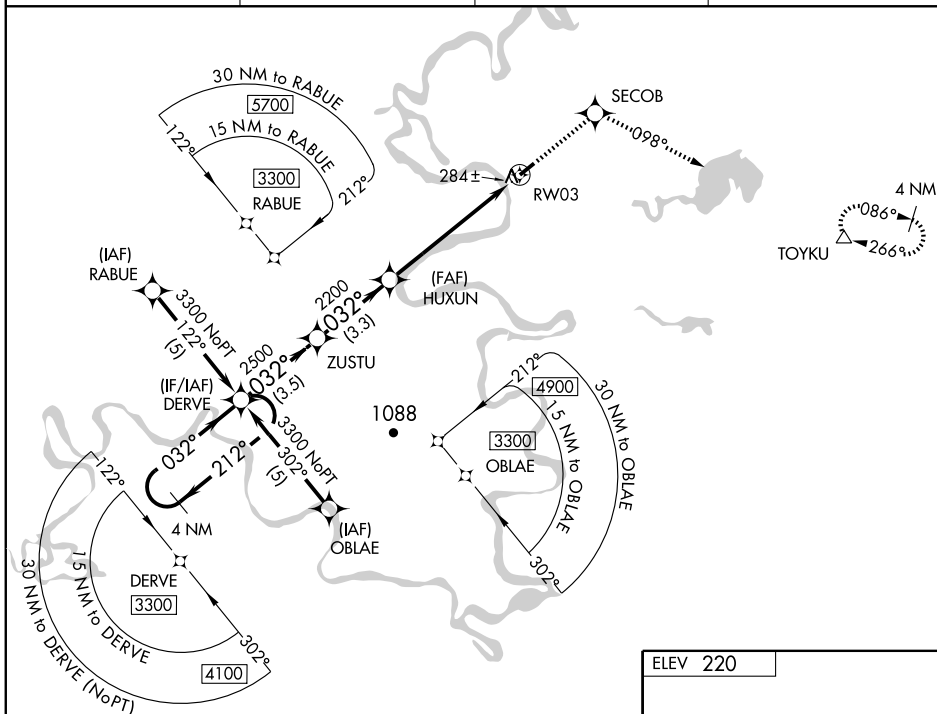 30 NM to RABUE
5700
15 NM to RABUE
122°
3300
212°
RABUE
SECOB
098°
284±
RW03
4 NM
086°
266°
TOYKU
(IAF)
RABUE
3300 NoPT
122°
(5)
(FAF)
HUXUN
2200
032°
(3.3)
ZUSTU
2500
032°
(3.5)
(IF/IAF)
DERVE
032°
212°
4 NM
3300 NoPT
302°
(5)
(IAF)
OBLAE
1088
212°
4900
30 NM to OBLAE
15 NM to OBLAE
3300
OBLAE
302°
122°
DERVE
3300
15 NM to DERVE
30 NM to DERVE (NoPT)
302°
4100
ELEV 220